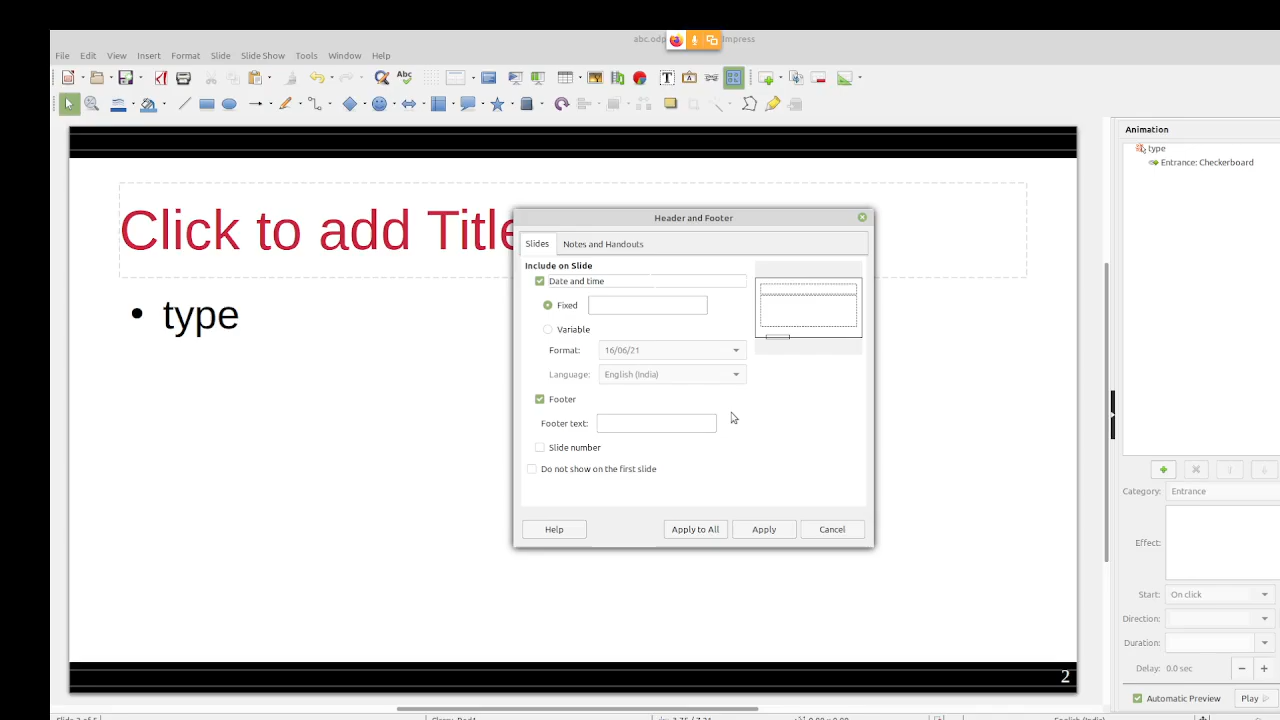 abc.odp
Impress
File Edit View Insert Format Slide Slide Show Tools Window Help
Abc
T
Click to add Title
• type
2
Header and Footer
Slides Notes and Handouts
Include on Slide
Date and time
Fixed
Variable
Format: 16/06/21
Language: English (India)
Footer
Footer text:
Slide number
Do not show on the first slide
Help Apply to All Apply Cancel
Animation
type
Entrance: Checkerboard
Category: Entrance
Effect:
Start: On click
Direction:
Duration:
Delay: 0.0 sec
Automatic Preview Play
English (India)